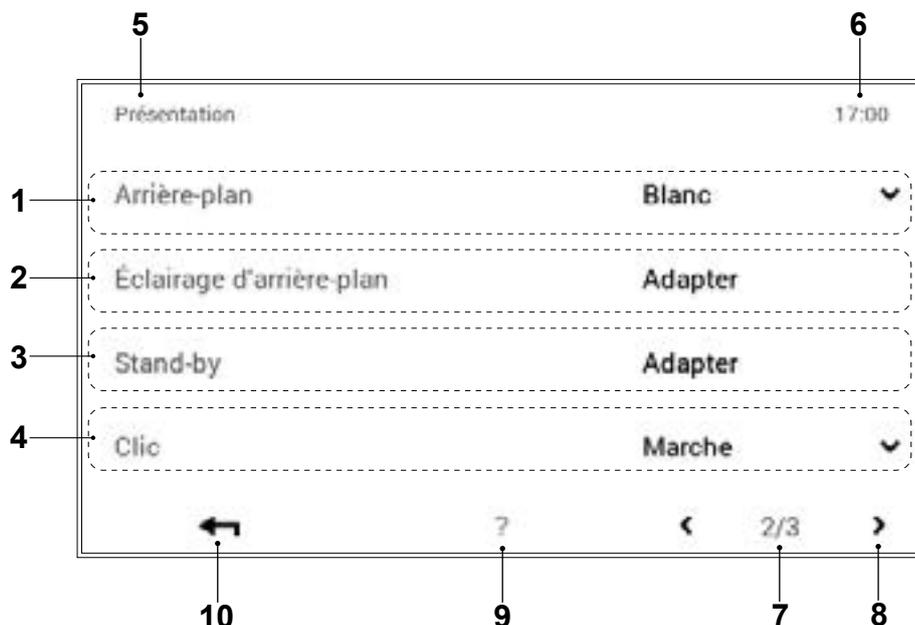 5 6
Présentation 17:00
1 Arrière-plan Blanc
2 Éclairage d'arrière-plan Adapter
3 Stand-by Adapter
4 Clic Marche
? 2/3
10 9 7 8